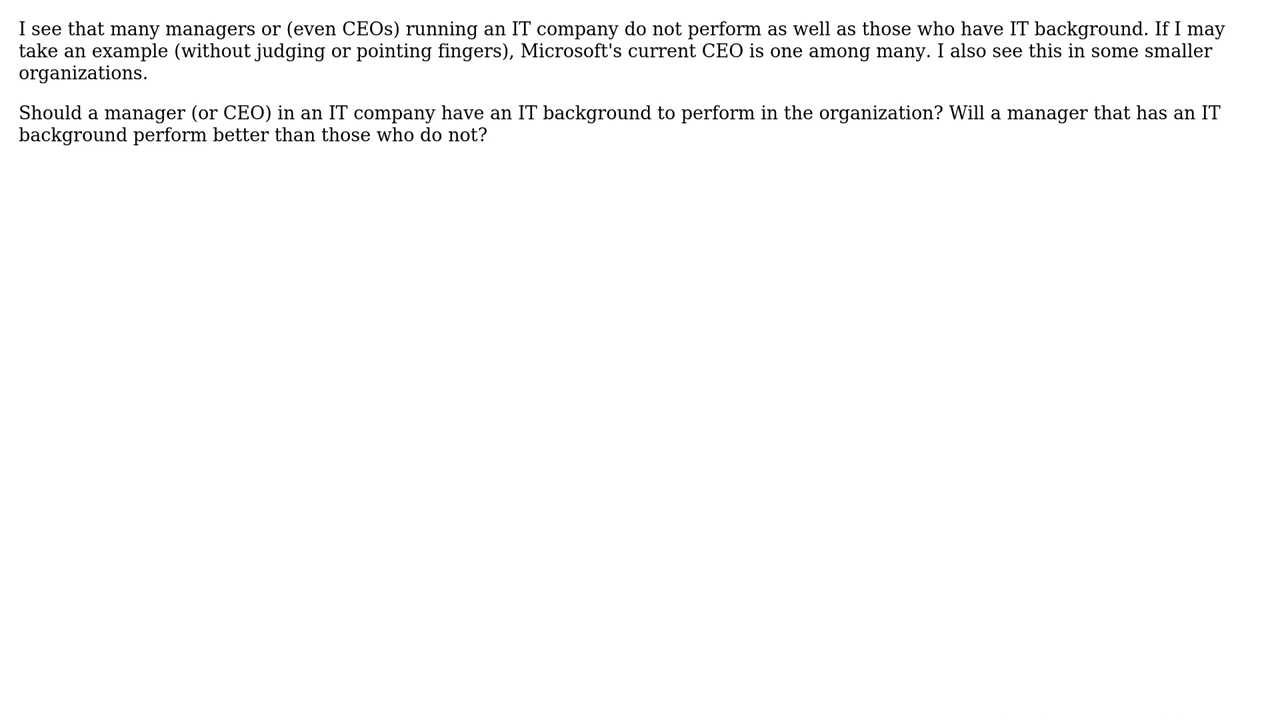 I see that many managers or (even CEOs) running an IT company do not perform as well as those who have IT background. If I may
take an example (without judging or pointing fingers), Microsoft's current CEO is one among many. I also see this in some smaller
organizations.
Should a manager (or CEO) in an IT company have an IT background to perform in the organization? Will a manager that has an IT
background perform better than those who do not?